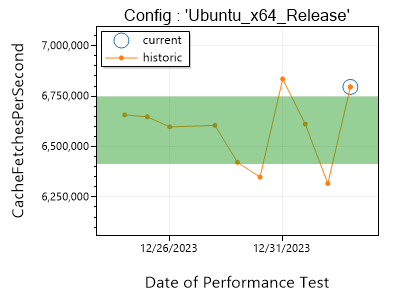 Config : 'Ubuntu_x64_Release'
current
historic
7,000,000
6,750,000
6,500,000
6,250,000
CacheFetchesPerSecond
12/26/2023
12/31/2023
Date of Performance Test